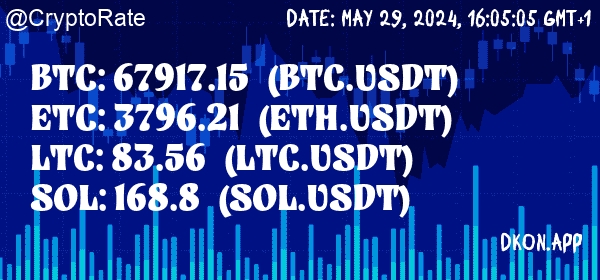 @CryptoRate
DATE: MAY 29, 2024, 16:05:05 GMT+1
BTC: 67917.15 (BTC.USDT)
ETC: 3796.21 (ETH.USDT)
LTC: 83.56 (LTC.USDT)
SOL: 168.8 (SOL.USDT)
DKON.APP